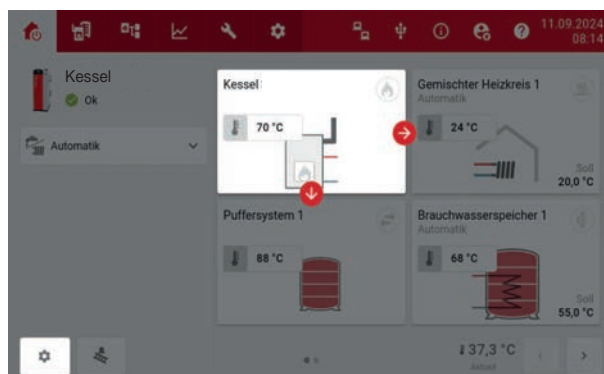 11.09.2024
08:14
Kessel
Ok
Automatik
Kessel
70 °C
Gemischter Heizkreis 1
Automatik
24 °C
Soll
20,0 °C
Puffersystem 1
88 °C
Brauchwasserspeicher 1
Automatik
68 °C
Soll
55,0 °C
37,3 °C
Aktuell